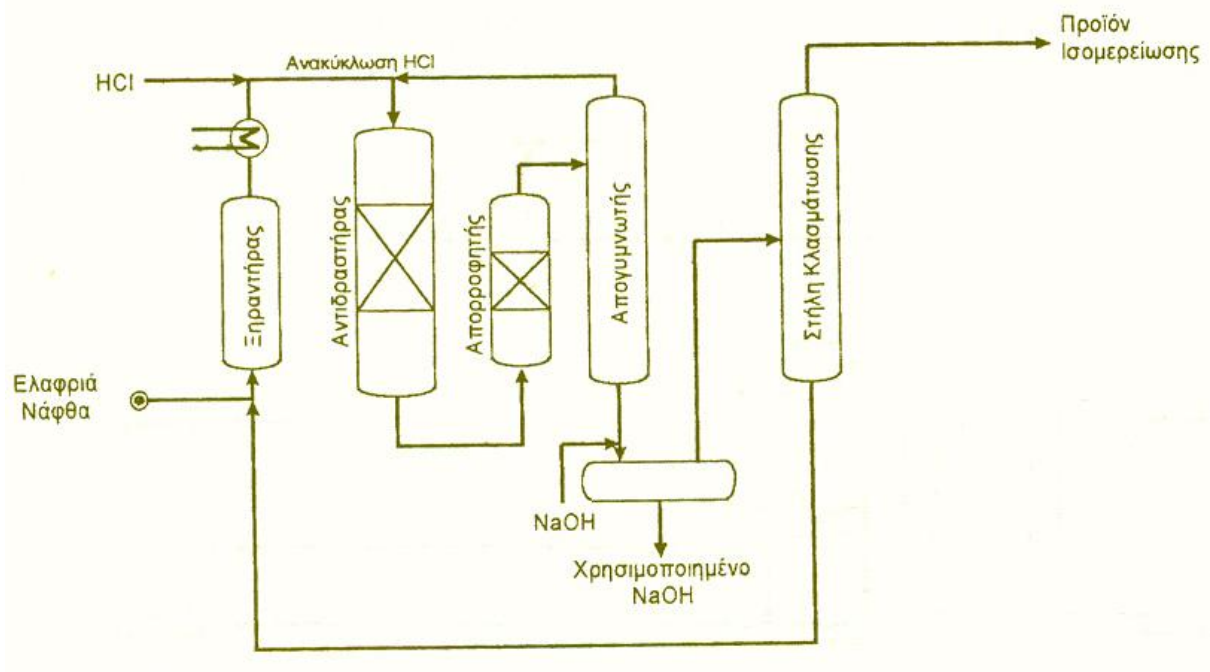 Προϊόν
Ισομερείωσης
Ανακύκλωση HCl
HCl
Ξηραντήρας
Αντιδραστήρας
Απορροφητής
Απογυμνωτής
Στήλη Κλασμάτωσης
Ελαφριά
Νάφθα
NaOH
Χρησιμοποιημένο
NaOH